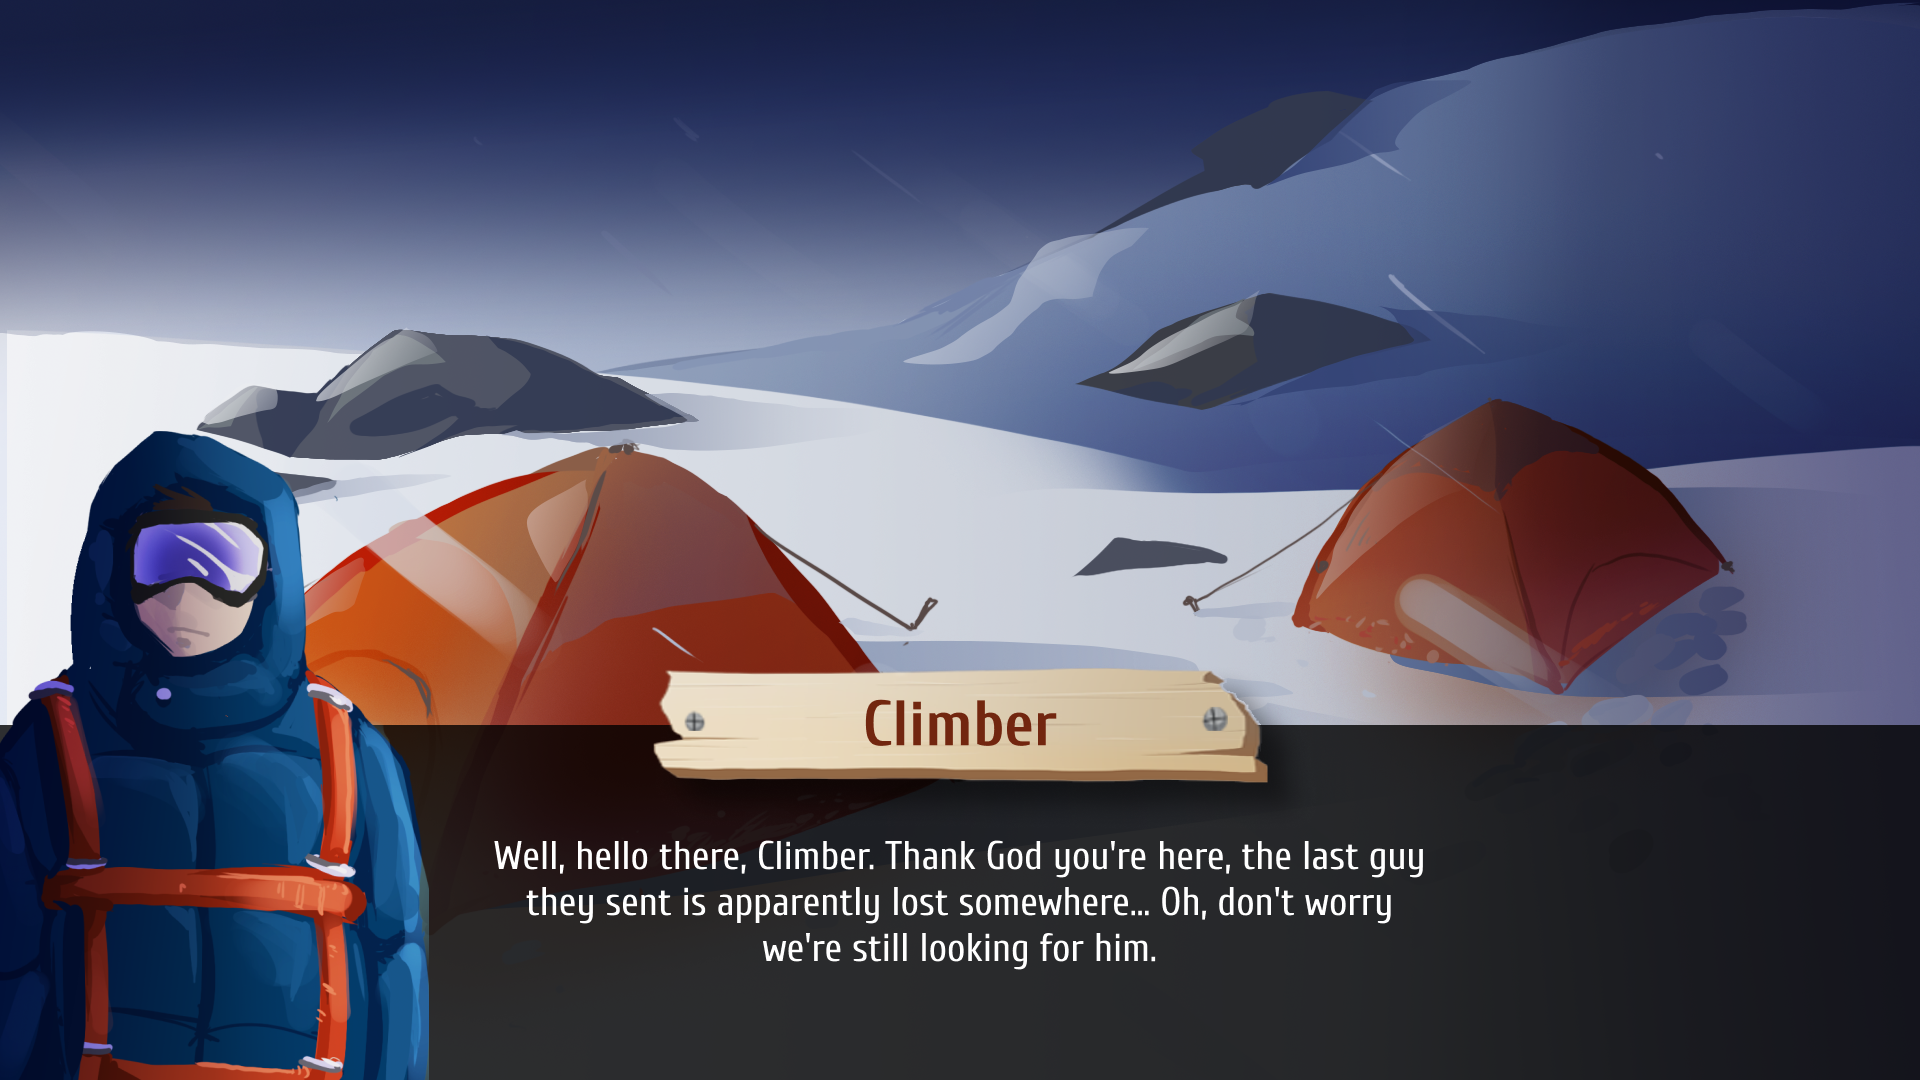 Climber
Well, hello there, Climber. Thank God you're here, the last guy
they sent is apparently lost somewhere... Oh, don't worry
we're still looking for him.